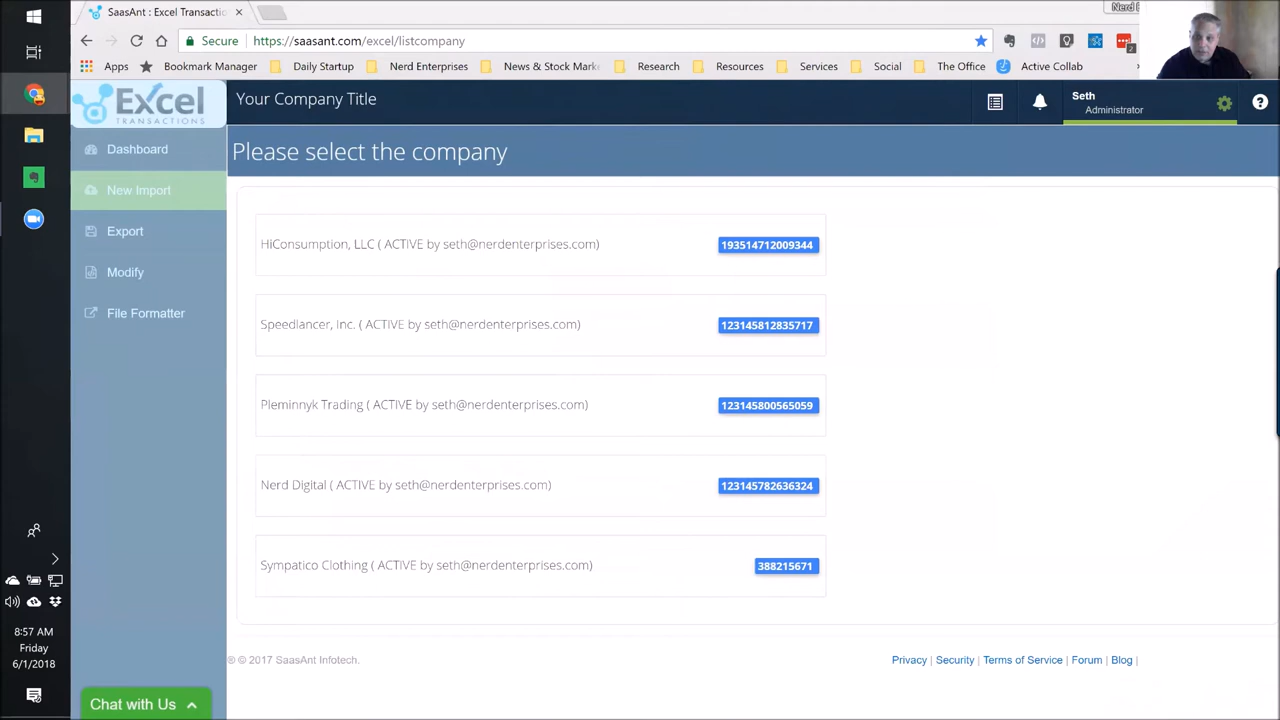 SaasAnt : Excel Transactio
Nerd
Secure
https://saasant.com/excel/listcompany
2
Apps
Bookmark Manager
Daily Startup
Nerd Enterprises
News & Stock Mark
Research
Resources
Services
Social
The Office
Active Collab
Excel
TRANSACTIONS
Your Company Title
Seth
Administrator
Please select the company
Dashboard
New Import
Export
Modify
File Formatter
HiConsumption, LLC ( ACTIVE by seth@nerdenterprises.com)
193514712009344
Speedlancer, Inc. ( ACTIVE by seth@nerdenterprises.com)
123145812835717
Pleminnyk Trading ( ACTIVE by seth@nerdenterprises.com)
123145800565059
Nerd Digital ( ACTIVE by seth@nerdenterprises.com)
123145782636324
Sympatico Clothing ( ACTIVE by seth@nerdenterprises.com)
388215671
® © 2017 SaasAnt Infotech.
Privacy | Security | Terms of Service | Forum | Blog |
8:57 AM
Friday
6/1/2018
Chat with Us